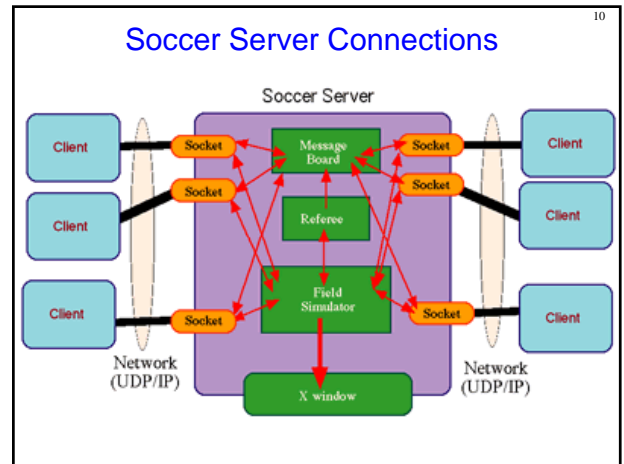 10
Soccer Server Connections
Soccer Server
Client
Client
Client
Socket
Socket
Socket
Message
Board
Referee
Field
Simulator
X window
Socket
Socket
Socket
Client
Client
Client
Network
(UDP/IP)
Network
(UDP/IP)